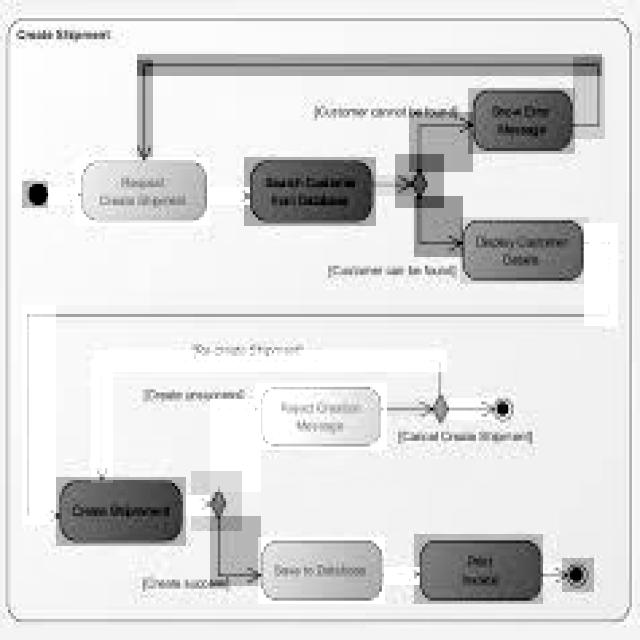 Create Shipment
[Customer cannot be found]
Show Error
Message
Request
Create Shipment
Search Customer
from Database
Display Customer
Details
[Customer can be found]
"Re-create Shipment"
[Create
Reject Creation
Message
[Cancel Create Shipment]
Create Shipment
Save to Database
Print
Invoice
[Create success]